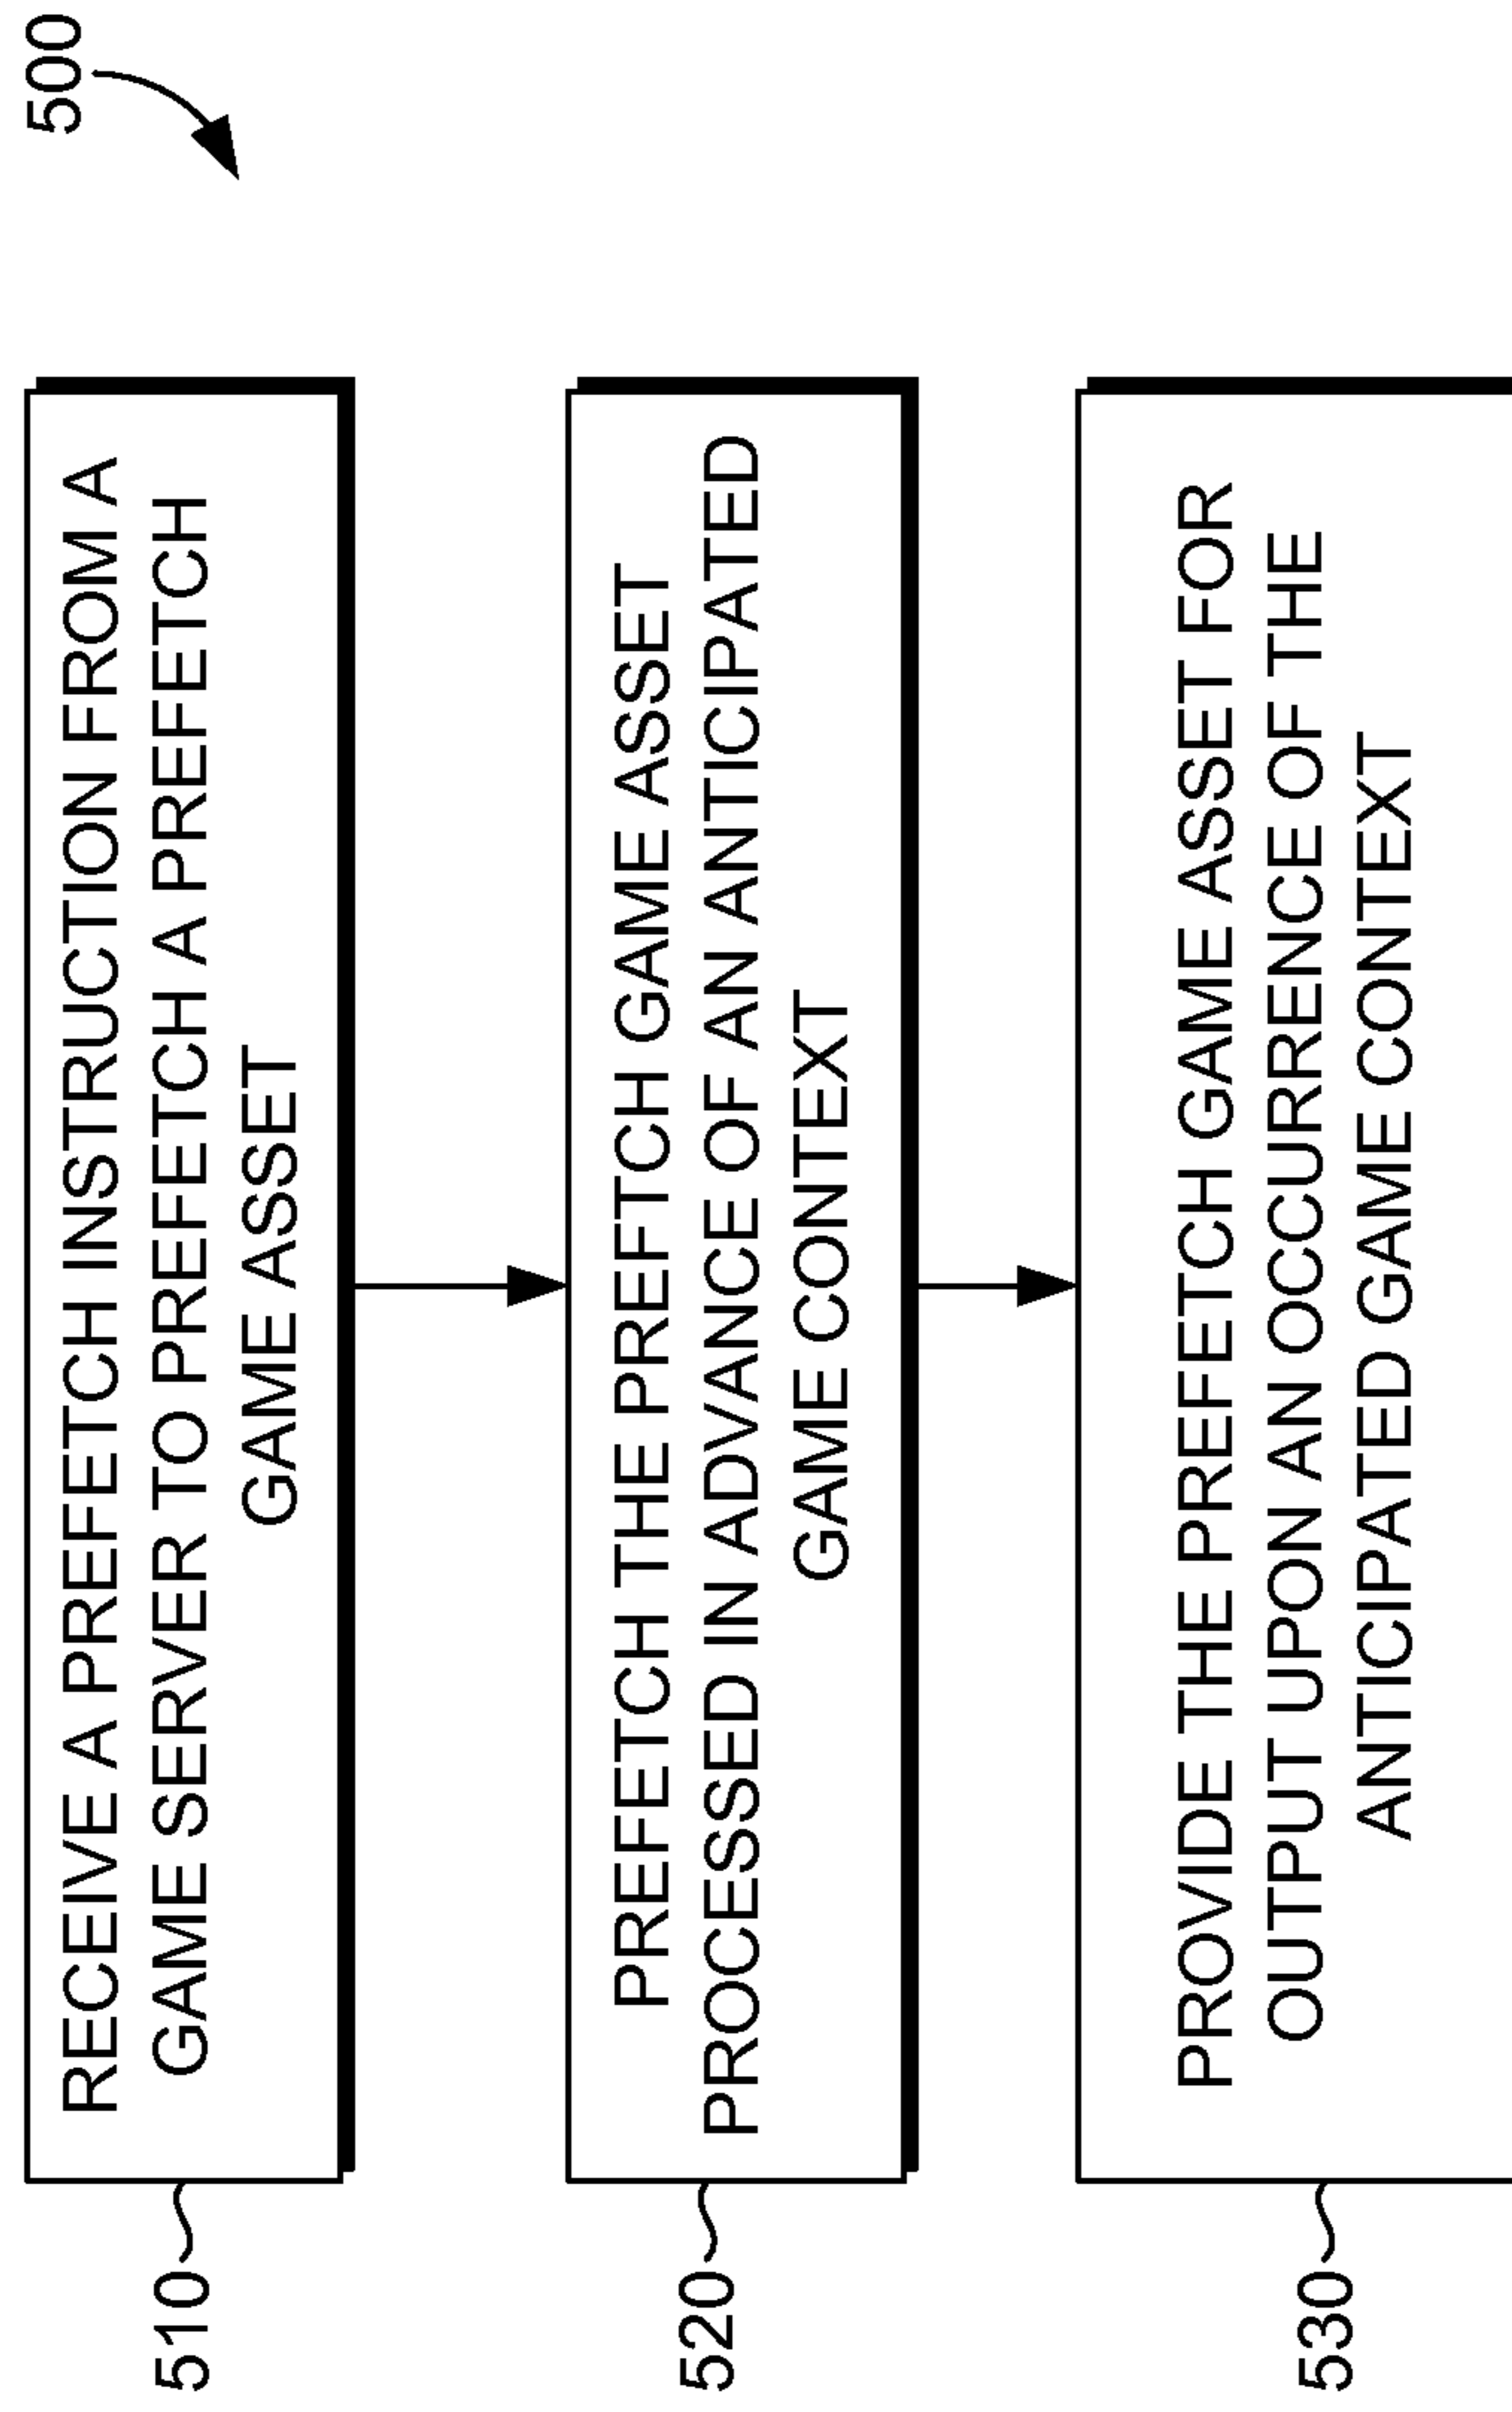 500
510
RECEIVE A PREFETCH INSTRUCTION FROM A
GAME SERVER TO PREFETCH A PREFETCH
GAME ASSET
520
PREFETCH THE PREFTCH GAME ASSET
PROCESSED IN ADVANCE OF AN ANTICIPATED
GAME CONTEXT
530
PROVIDE THE PREFETCH GAME ASSET FOR
OUTPUT UPON AN OCCURRENCE OF THE
ANTICIPATED GAME CONTEXT